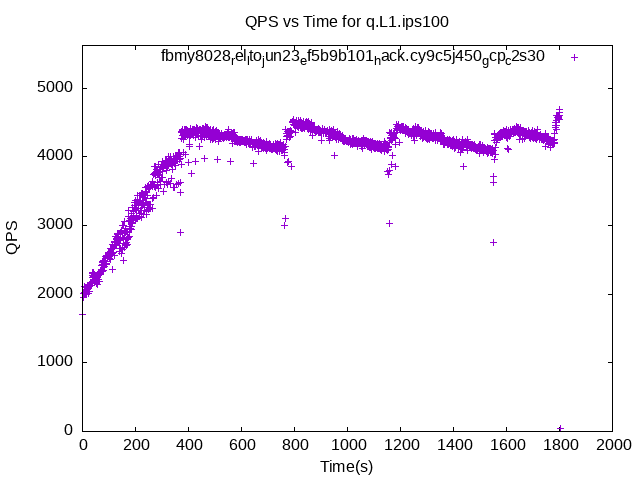 QPS vs Time for q.L1.ips100
fbmy8028relltojun23ef5b9b101hack.cy9c5j450gcpc2s30
5000
4000
3000
2000
1000
0
QPS
0 200 400 600 800 1000 1200 1400 1600 1800 2000
Time(s)